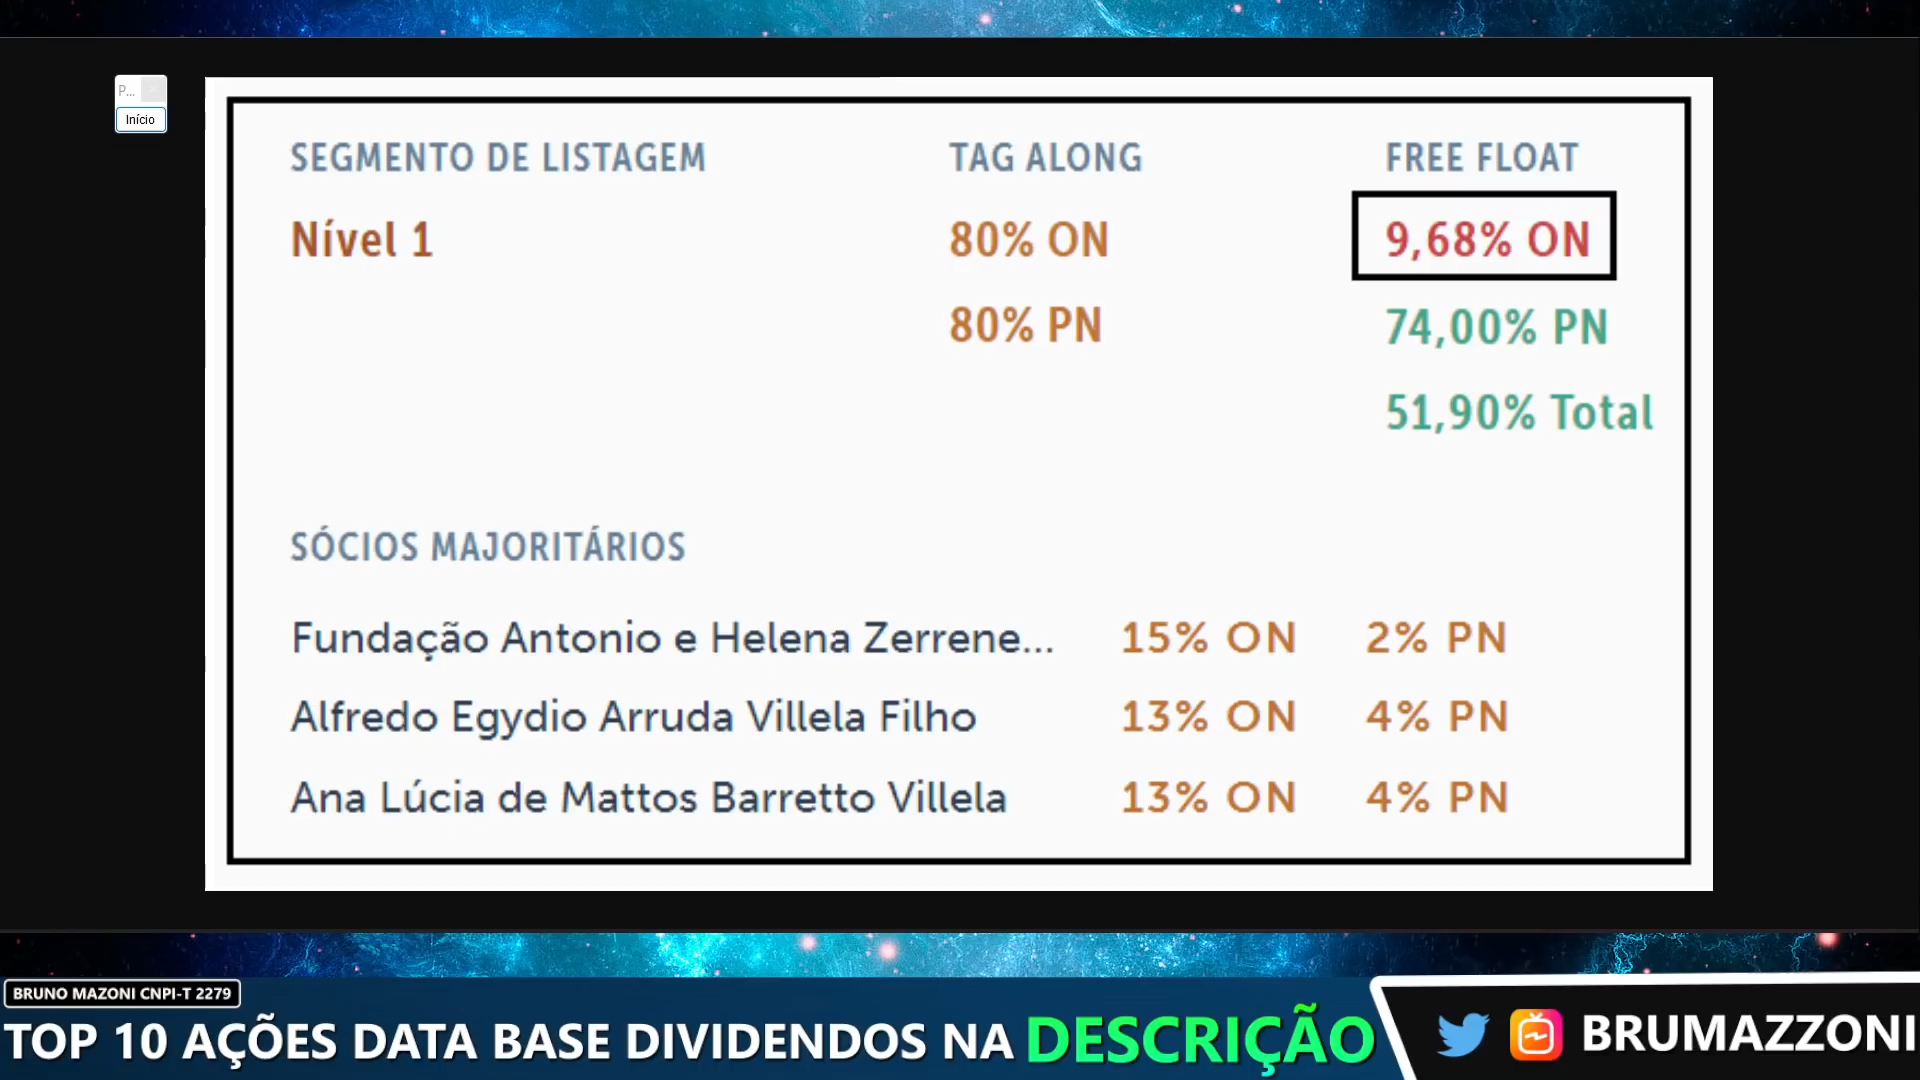 P...
Início
SEGMENTO DE LISTAGEM TAG ALONG FREE FLOAT
Nível 1 80% ON 9,68% ON
80% PN 74,00% PN
51,90% Total
SÓCIOS MAJORITÁRIOS
Fundação Antonio e Helena Zerrene... 15% ON 2% PN
Alfredo Egydio Arruda Villela Filho 13% ON 4% PN
Ana Lúcia de Mattos Barretto Villela 13% ON 4% PN
BRUNO MAZONI CNPI-T 2279
TOP 10 AÇÕES DATA BASE DIVIDENDOS NA DESCRIÇÃO
BRUMAZZONI